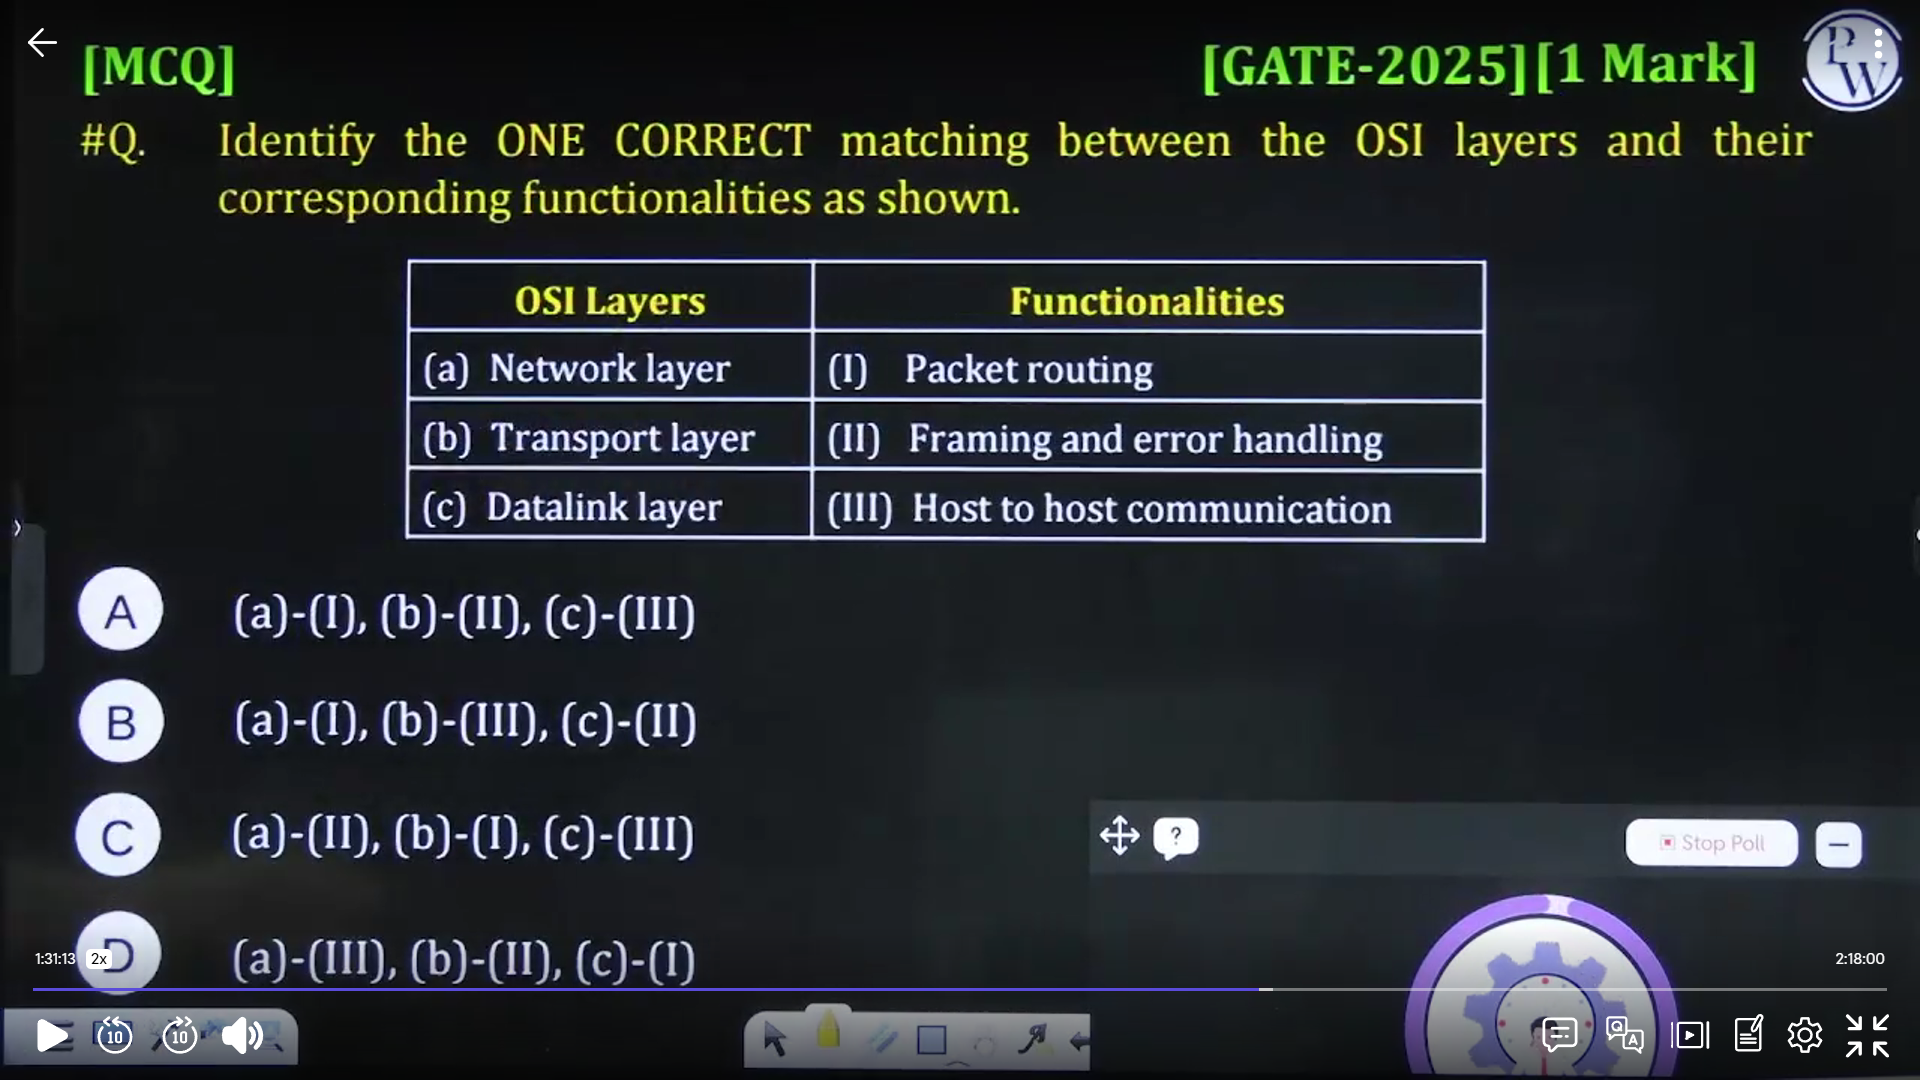 [MCQ] [GATE-2025][1 Mark] PW
#Q. Identify the ONE CORRECT matching between the OSI layers and their
corresponding functionalities as shown.
OSI Layers Functionalities
(a) Network layer (I) Packet routing
(b) Transport layer (II) Framing and error handling
(c) Datalink layer (III) Host to host communication
A (a)-(I), (b)-(II), (c)-(III)
B (a)-(I), (b)-(III), (c)-(II)
C (a)-(II), (b)-(I), (c)-(III)
? Stop Poll
D (a)-(III), (b)-(II), (c)-(I)
1:31:13 2x 2:18:00
10 10 Q A